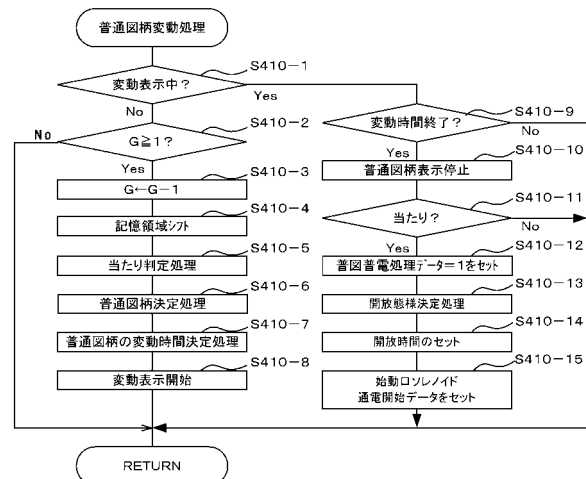 普通図柄変動処理
S410-1
変動表示中?
Yes
No
S410-2
No
G≧1?
Yes
S410-3
G←G-1
S410-4
記憶領域シフト
S410-5
当たり判定処理
S410-6
普通図柄決定処理
S410-7
普通図柄の変動時間決定処理
S410-8
変動表示開始
S410-9
変動時間終了?
No
Yes
S410-10
普通図柄表示停止
S410-11
当たり?
No
Yes
S410-12
普図普電処理データ=1をセット
S410-13
開放態様決定処理
S410-14
開放時間のセット
S410-15
始動口ソレノイド
通電開始データをセット
RETURN